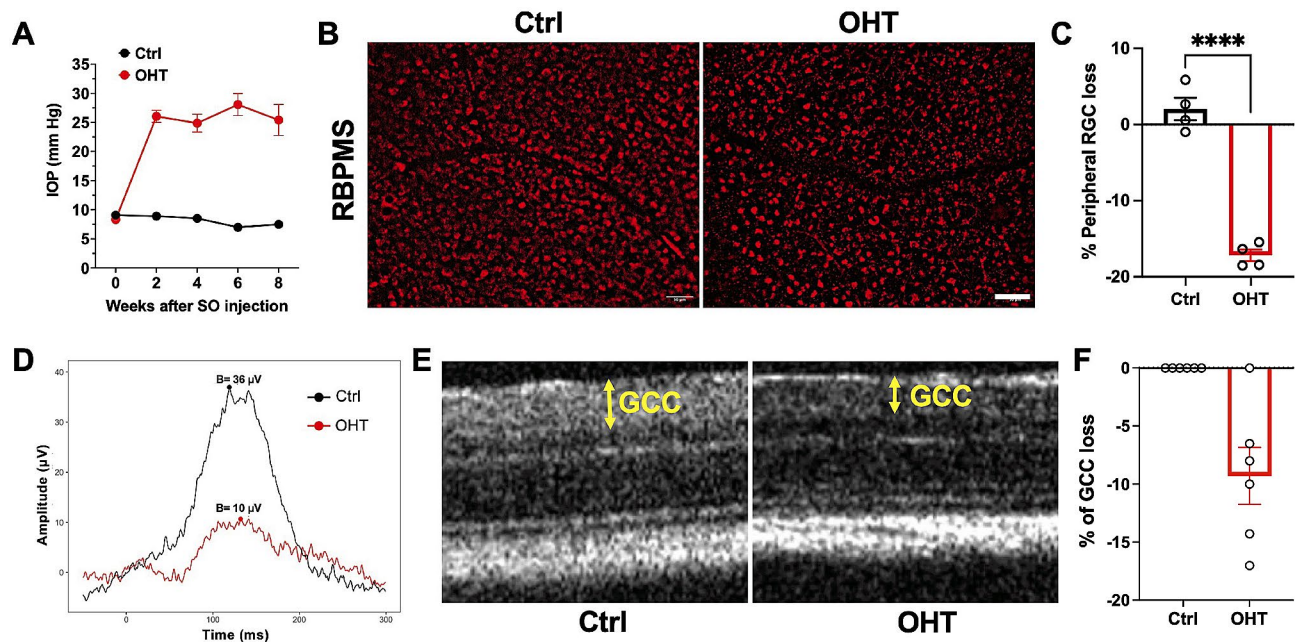 A
Ctrl
OHT
IOP (mm Hg)
35
30
25
20
15
10
5
0
0 2 4 6 8
Weeks after SO injection
B
Ctrl
OHT
RBPMS
C
****
% Peripheral RGC loss
10
0
-10
-20
Ctrl OHT
D
B= 36 µV
Ctrl
OHT
B= 10 µV
Amplitude (µV)
40
30
20
10
0
0 100 200 300
Time (ms)
E
GCC
GCC
Ctrl
OHT
F
% of GCC loss
0
-5
-10
-15
-20
Ctrl OHT